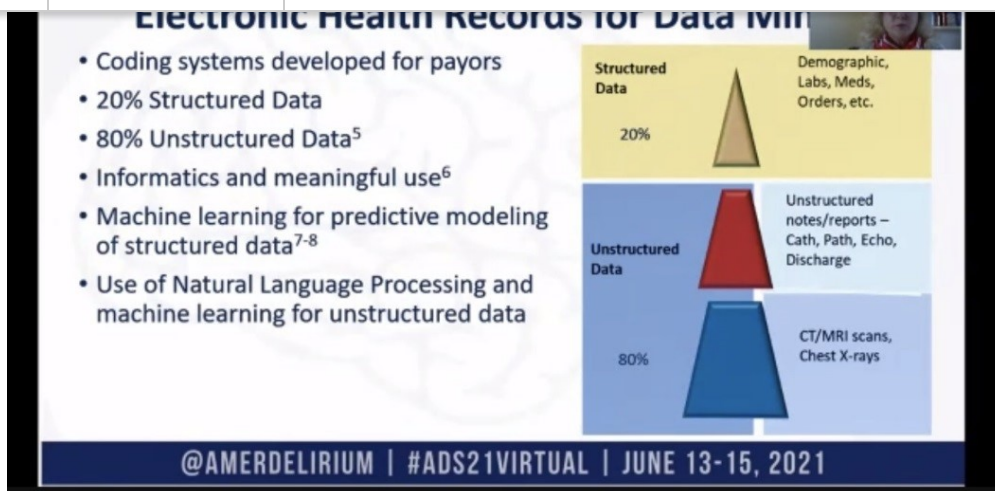 Electronic Health Records for Data Min
• Coding systems developed for payors
• 20% Structured Data
• 80% Unstructured Data⁵
• Informatics and meaningful use⁶
• Machine learning for predictive modeling
of structured data⁷⁻⁸
• Use of Natural Language Processing and
machine learning for unstructured data
Structured
Data
20%
Demographic,
Labs, Meds,
Orders, etc.
Unstructured
Data
80%
Unstructured
notes/reports –
Cath, Path, Echo,
Discharge
CT/MRI scans,
Chest X-rays
@AMERDELIRIUM | #ADS21VIRTUAL | JUNE 13-15, 2021